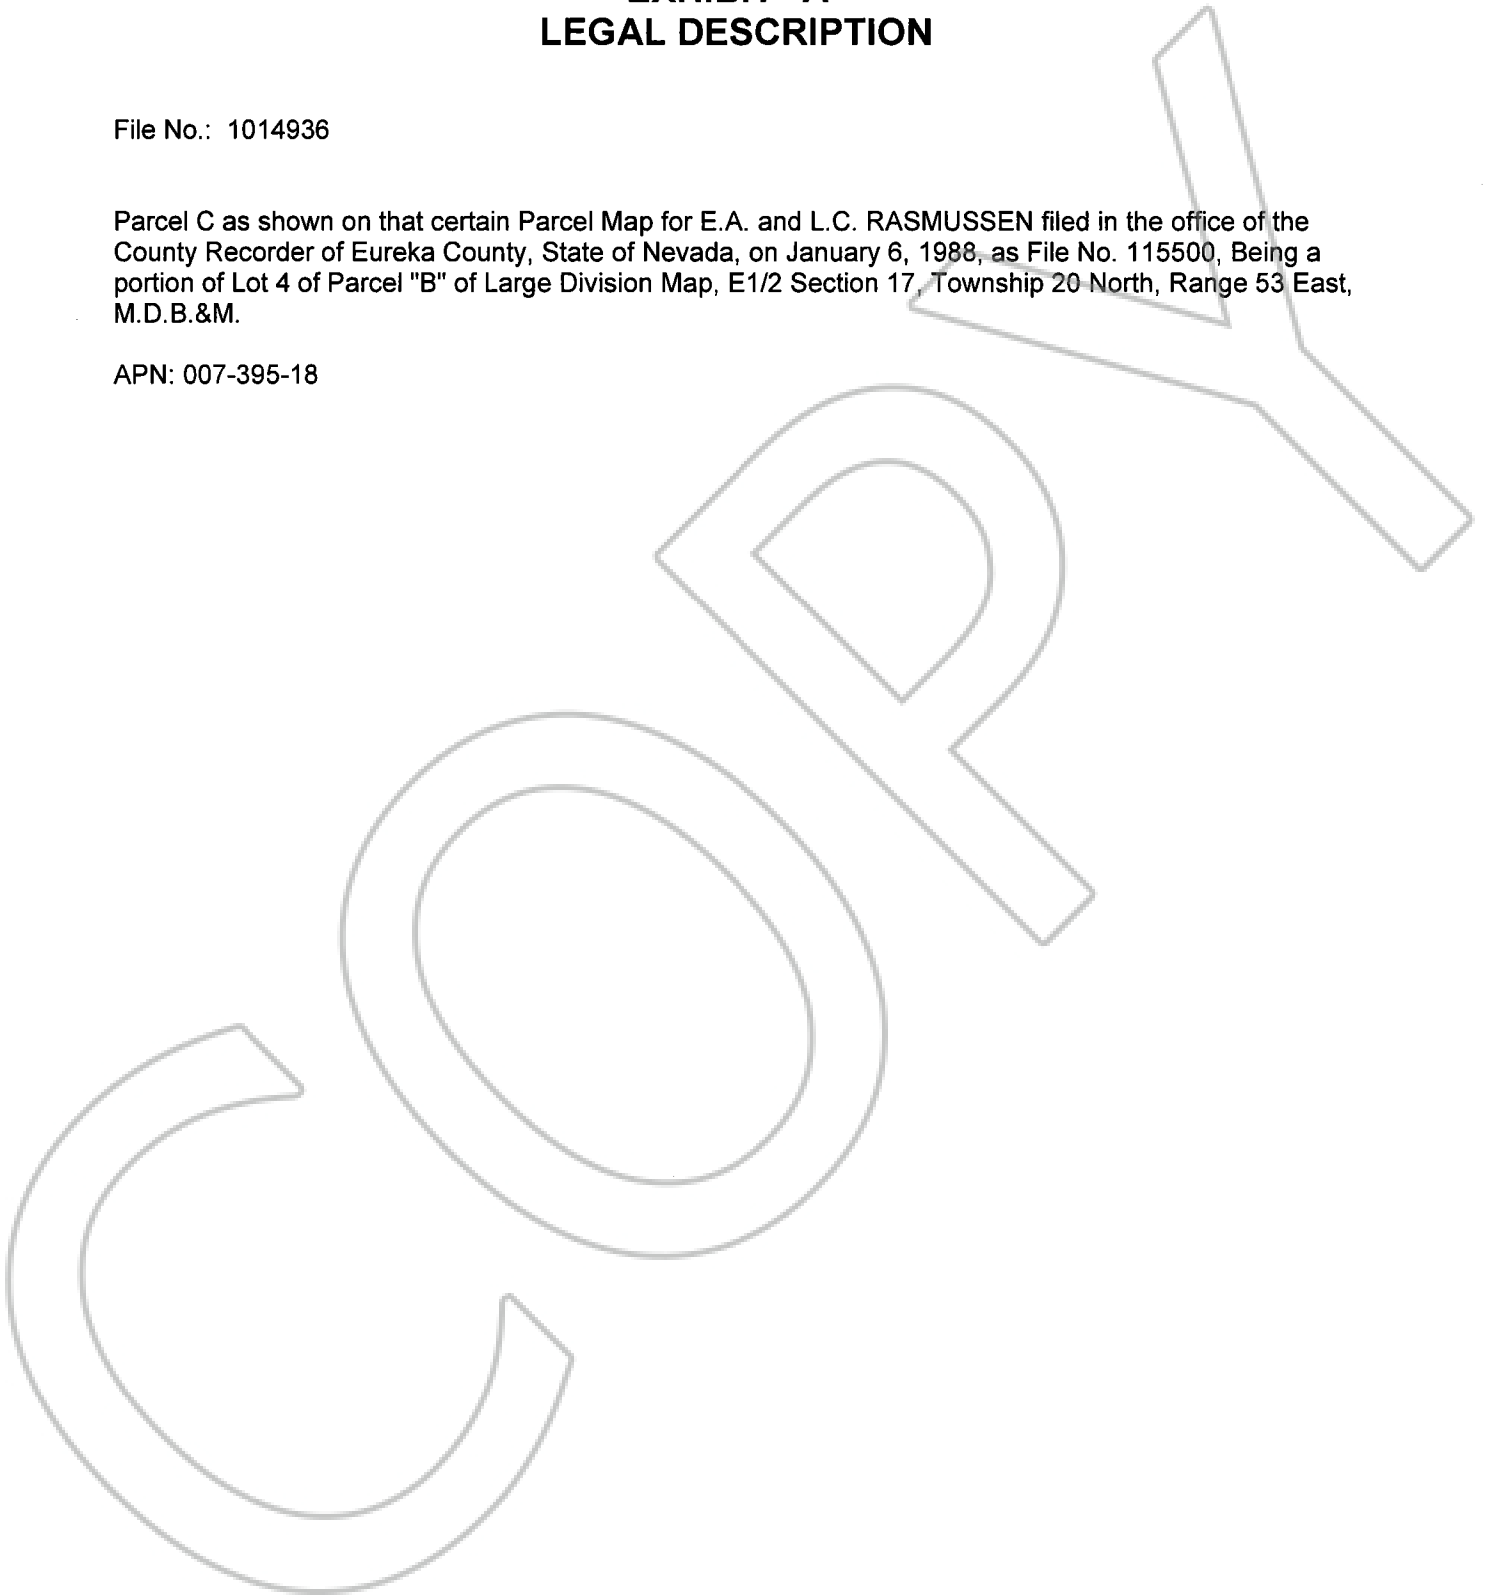 EXHIBIT "A"
LEGAL DESCRIPTION
File No.: 1014936
Parcel C as shown on that certain Parcel Map for E.A. and L.C. RASMUSSEN filed in the office of the
County Recorder of Eureka County, State of Nevada, on January 6, 1988, as File No. 115500, Being a
portion of Lot 4 of Parcel "B" of Large Division Map, E1/2 Section 17, Township 20 North, Range 53 East,
M.D.B.&M.
APN: 007-395-18
COPY